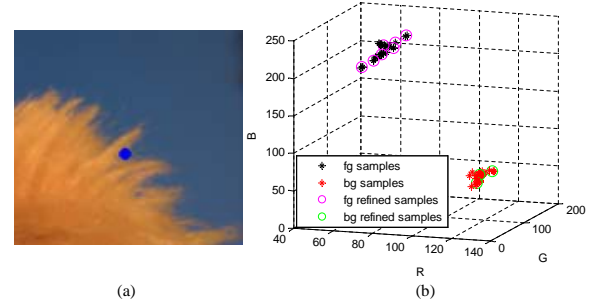 (b)
250
200
150
100
50
0
B
fg samples
bg samples
fg refined samples
bg refined samples
40
60
80
100
120
140
R
0
100
200
G
(a)
(b)